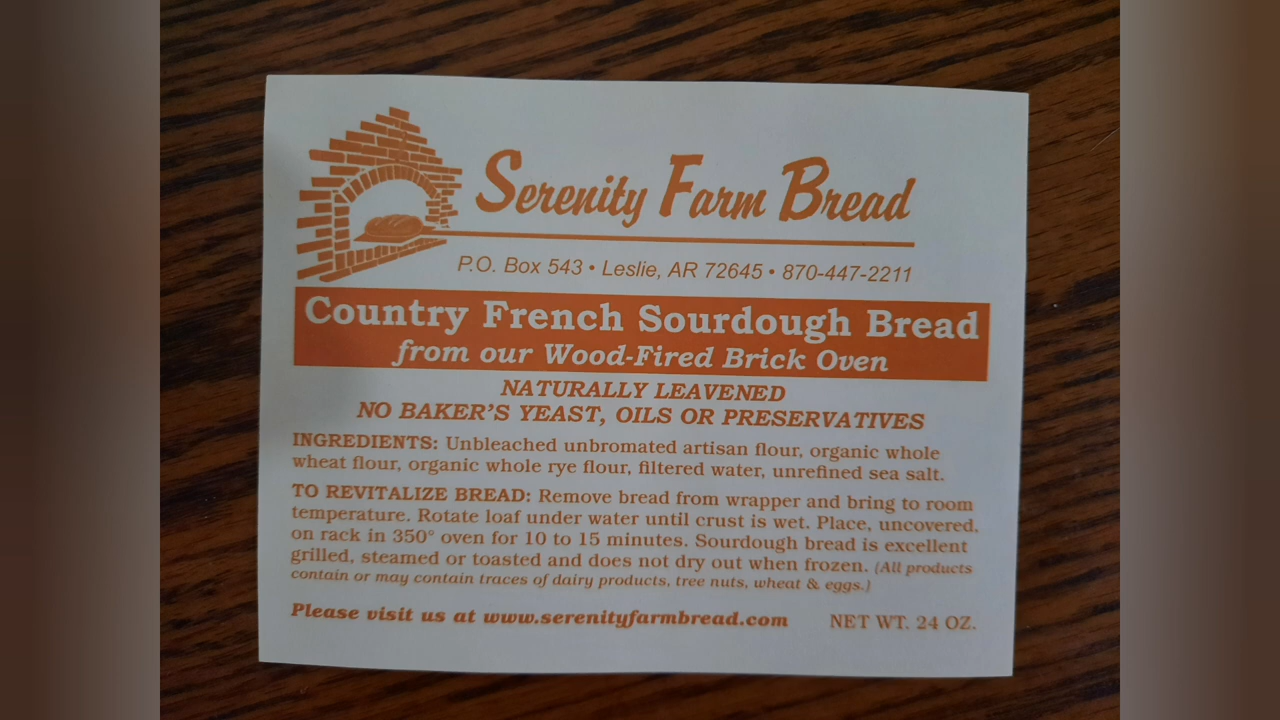 Serenity Farm Bread
P.O. Box 543 • Leslie, AR 72645 • 870-447-2211
Country French Sourdough Bread
from our Wood-Fired Brick Oven
NATURALLY LEAVENED
NO BAKER'S YEAST, OILS OR PRESERVATIVES
INGREDIENTS: Unbleached unbromated artisan flour, organic whole
wheat flour, organic whole rye flour, filtered water, unrefined sea salt.
TO REVITALIZE BREAD: Remove bread from wrapper and bring to room
temperature. Rotate loaf under water until crust is wet. Place, uncovered,
on rack in 350° oven for 10 to 15 minutes. Sourdough bread is excellent
grilled, steamed or toasted and does not dry out when frozen. (All products
contain or may contain traces of dairy products, tree nuts, wheat & eggs.)
Please visit us at www.serenityfarmbread.com NET WT. 24 OZ.